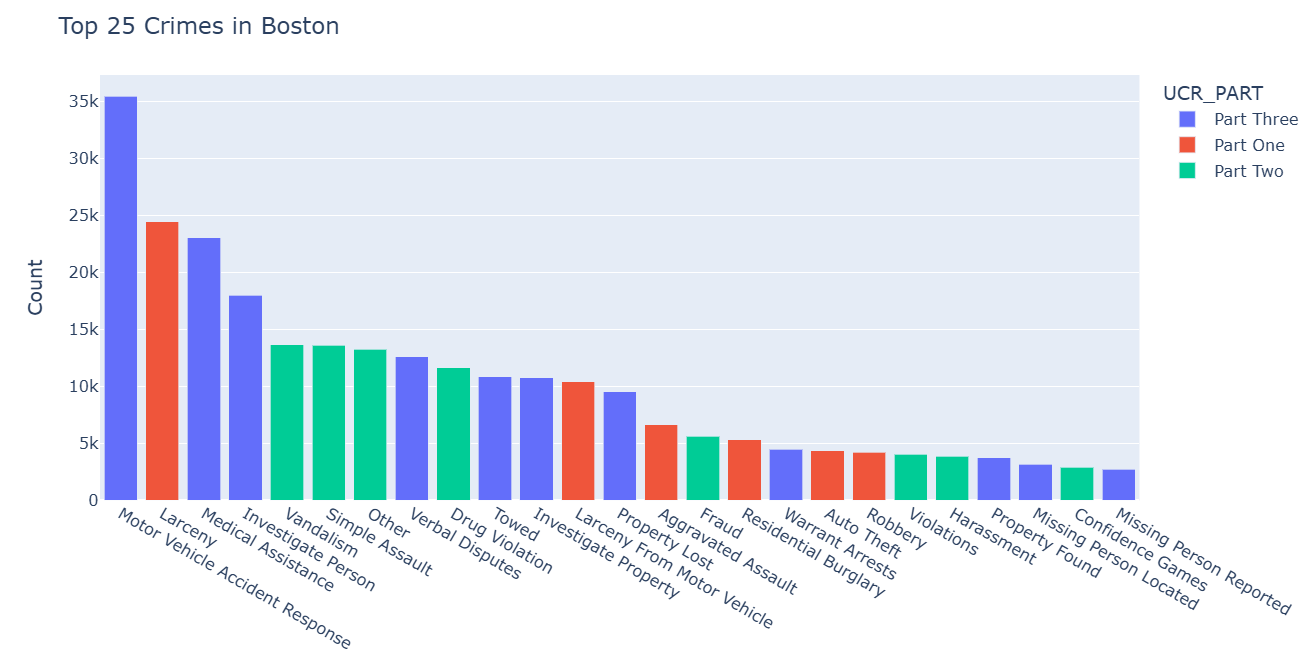 Top 25 Crimes in Boston
UCR_PART
Part Three
Part One
Part Two
Count
35k
30k
25k
20k
15k
10k
5k
0
Motor Vehicle Accident Response
Larceny
Medical Assistance
Investigate Person
Vandalism
Simple Assault
Other
Verbal Disputes
Drug Violation
Towed
Investigate Property
Larceny From Motor Vehicle
Property Lost
Aggravated Assault
Fraud
Residential Burglary
Warrant Arrests
Auto Theft
Robbery
Violations
Harassment
Property Found
Missing Person Located
Confidence Games
Missing Person Reported